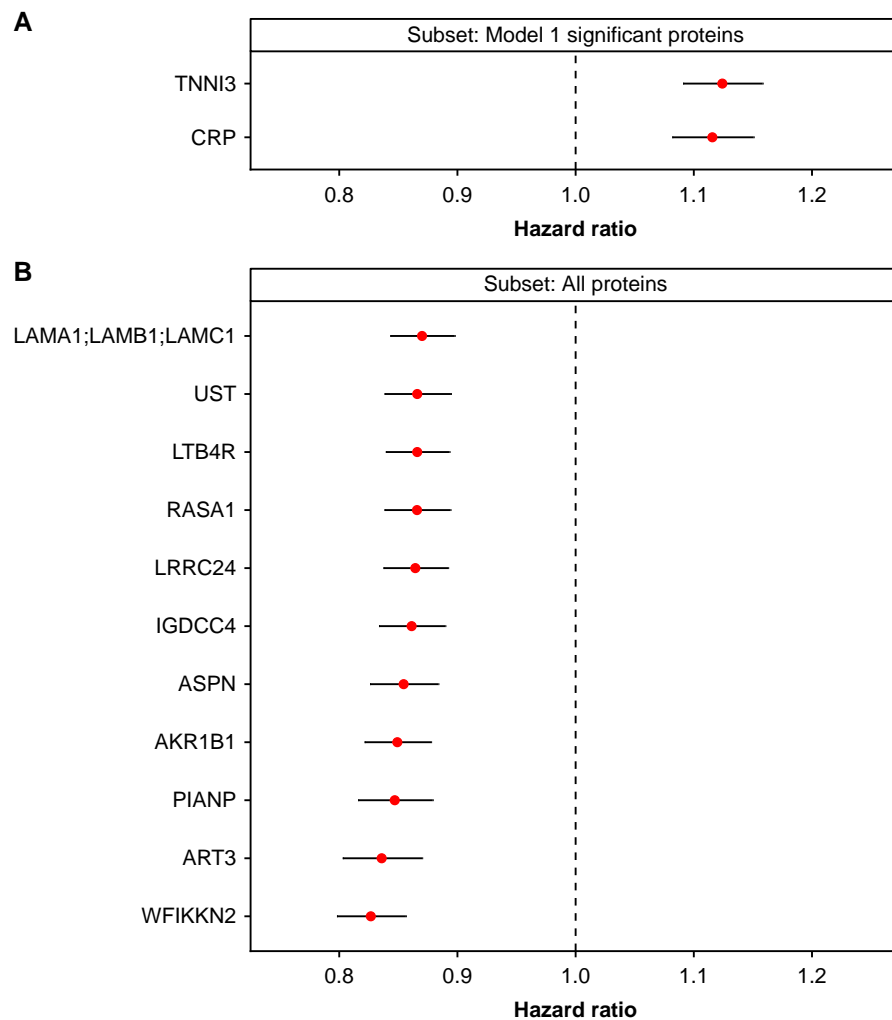 A
Subset: Model 1 significant proteins
TNNI3
CRP
0.8 0.9 1.0 1.1 1.2
Hazard ratio
B
Subset: All proteins
LAMA1;LAMB1;LAMC1
UST
LTB4R
RASA1
LRRC24
IGDCC4
ASPN
AKR1B1
PIANP
ART3
WFIKKN2
0.8 0.9 1.0 1.1 1.2
Hazard ratio